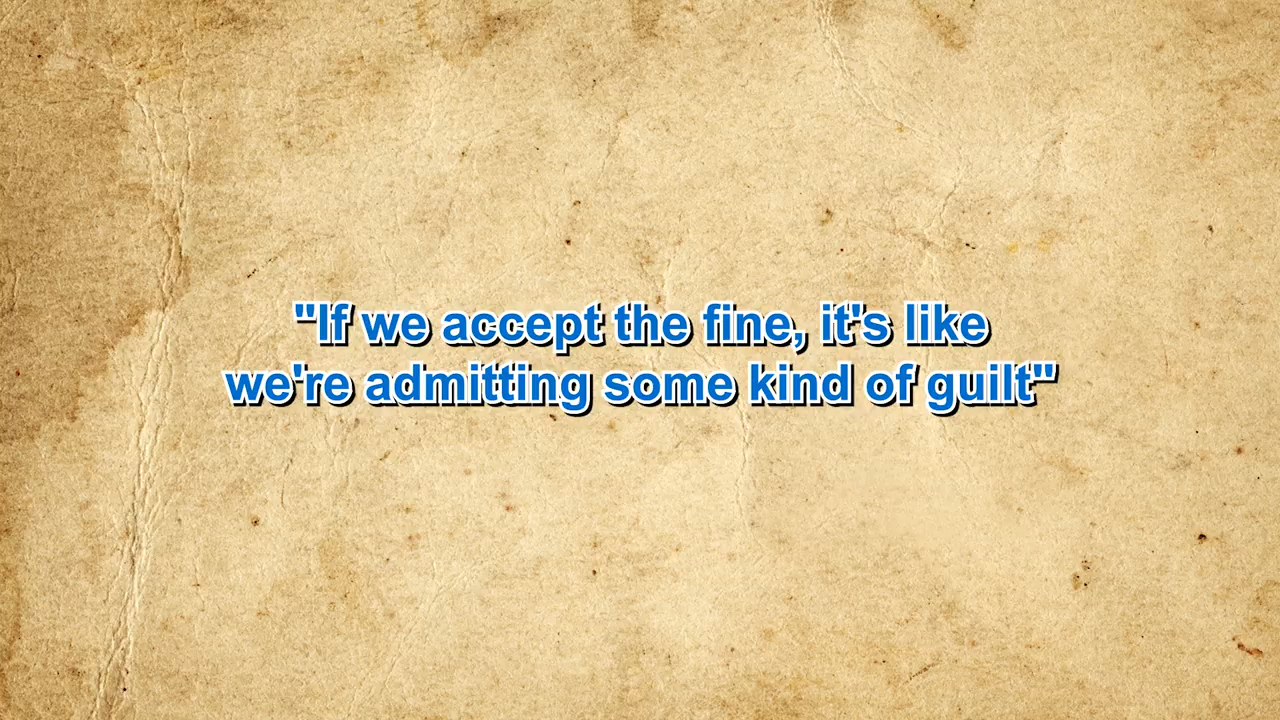 "If we accept the fine, it's like
we're admitting some kind of guilt"